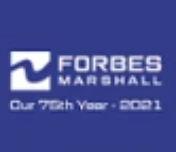 FORBES
MARSHALL
Our 75th Year - 2021